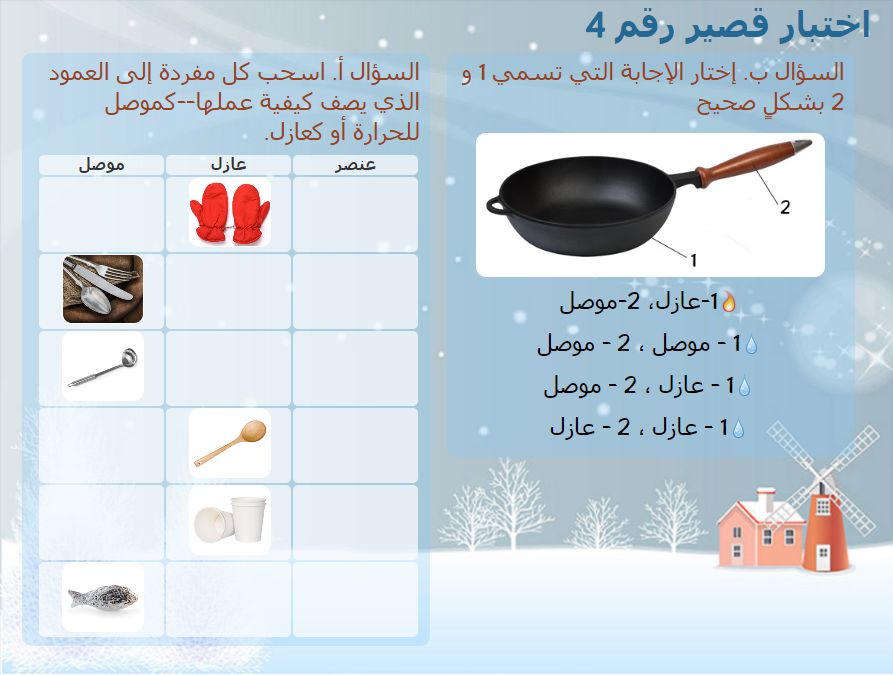 اختبار قصير رقم 4
السؤال ب. إختار الإجابة التي تسمي 1 و
2 بشكلٍ صحيح
2
1
1-عازل، 2-موصل
1 - موصل ، 2 - موصل
1 - عازل ، 2 - موصل
1 - عازل ، 2 - عازل
السؤال أ. اسحب كل مفردة إلى العمود
الذي يصف كيفية عملها--كموصل
للحرارة أو كعازل.
عنصر عازل موصل